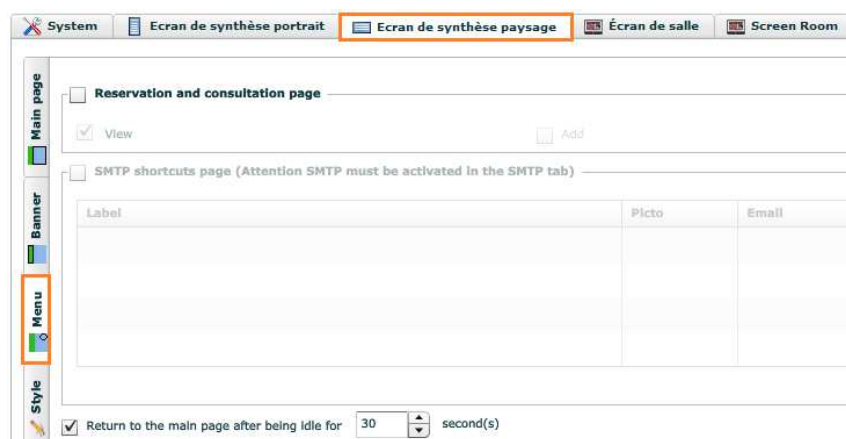 System Ecran de synthèse portrait Ecran de synthèse paysage Écran de salle Screen Room
Main page
Banner
Menu
Style
Reservation and consultation page
View Add
SMTP shortcuts page (Attention SMTP must be activated in the SMTP tab)
Label Picto Email
Return to the main page after being idle for 30 second(s)